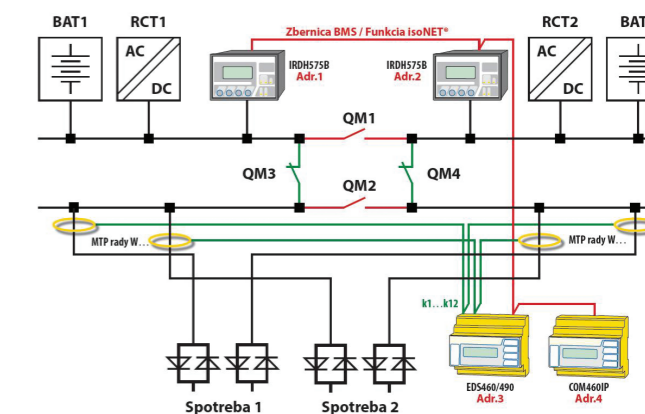 BAT1
RCT1
RCT2
BAT
Zbernica BMS / Funkcia isoNET®
AC
DC
IRDH575B
Adr.1
IRDH575B
Adr.2
AC
DC
QM1
QM3
QM4
QM2
MTP rady W...
MTP rady W...
k1...k12
EDS460/490
Adr.3
COM460IP
Adr.4
Spotreba 1
Spotreba 2